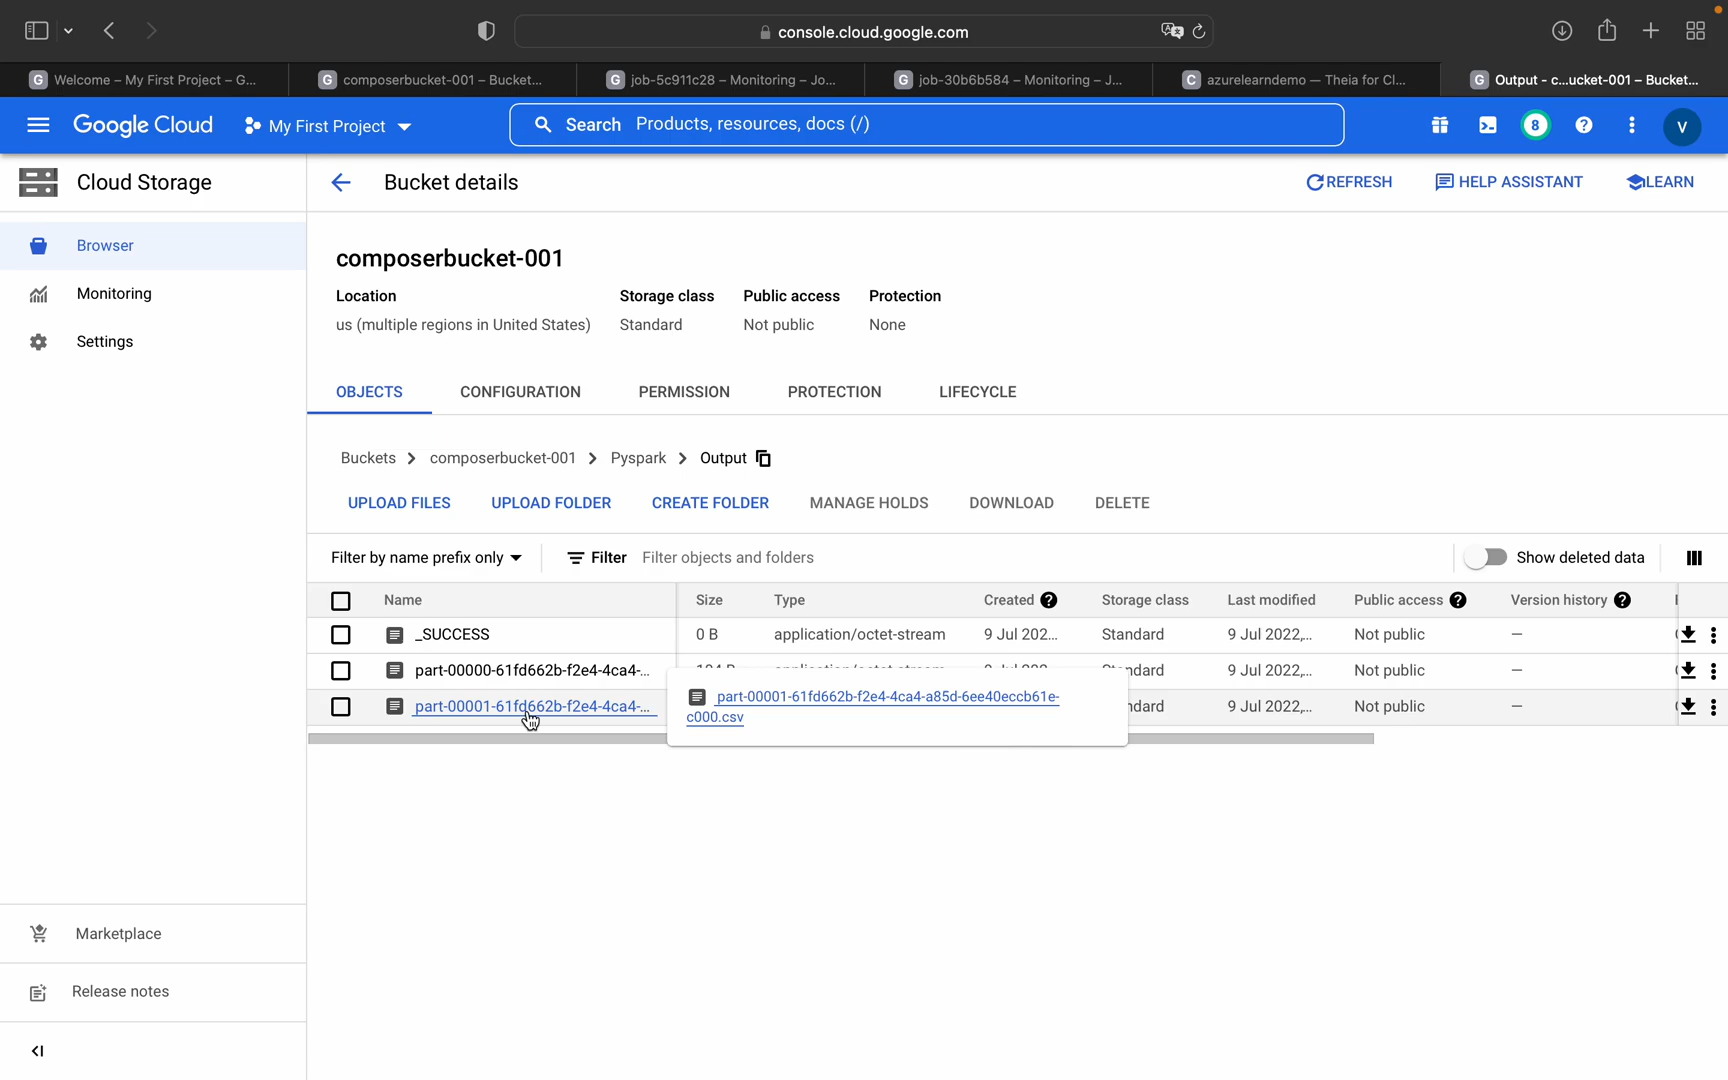 console.cloud.google.com
Welcome – My First Project – G...
composerbucket-001 – Bucket...
job-5c911c28 – Monitoring – Jo...
job-30b6b584 – Monitoring – J...
azurelearndemo — Theia for Cl...
Output - c...ucket-001 – Bucket...
Google Cloud
My First Project
Search Products, resources, docs (/)
8
V
Cloud Storage
Bucket details
REFRESH
HELP ASSISTANT
LEARN
Browser
Monitoring
Settings
composerbucket-001
Location Storage class Public access Protection
us (multiple regions in United States) Standard Not public None
OBJECTS CONFIGURATION PERMISSION PROTECTION LIFECYCLE
Buckets > composerbucket-001 > Pyspark > Output
UPLOAD FILES UPLOAD FOLDER CREATE FOLDER MANAGE HOLDS DOWNLOAD DELETE
Filter by name prefix only Filter Filter objects and folders Show deleted data
Name Size Type Created Storage class Last modified Public access Version history
_SUCCESS 0 B application/octet-stream 9 Jul 202... Standard 9 Jul 2022,... Not public —
part-00000-61fd662b-f2e4-4ca4-... 9 Jul 2022,... Not public —
part-00001-61fd662b-f2e4-4ca4-... 9 Jul 2022,... Not public —
part-00001-61fd662b-f2e4-4ca4-a85d-6ee40eccb61e-
c000.csv
Marketplace
Release notes